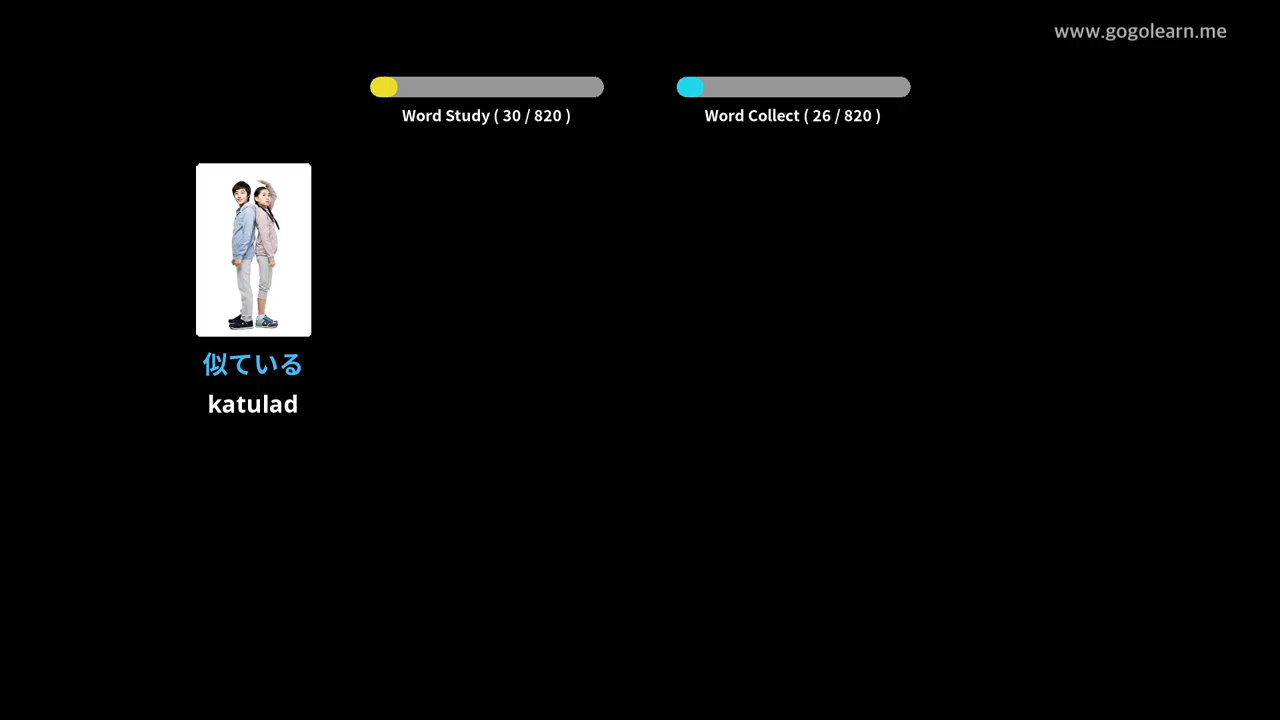 www.gogolearn.me
Word Study ( 30 / 820 )
Word Collect ( 26 / 820 )
似ている
katulad